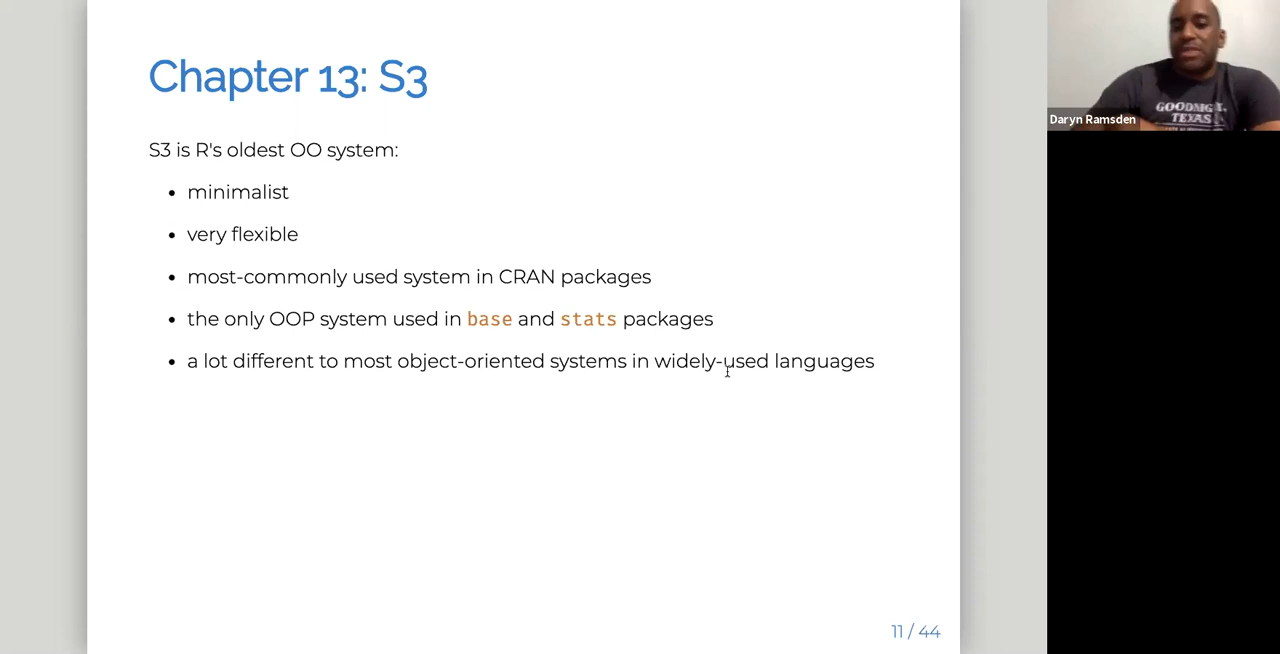 Chapter 13: S3
S3 is R's oldest OO system:
• minimalist
• very flexible
• most-commonly used system in CRAN packages
• the only OOP system used in base and stats packages
• a lot different to most object-oriented systems in widely-used languages
11 / 44
Daryn Ramsden
TEXAS